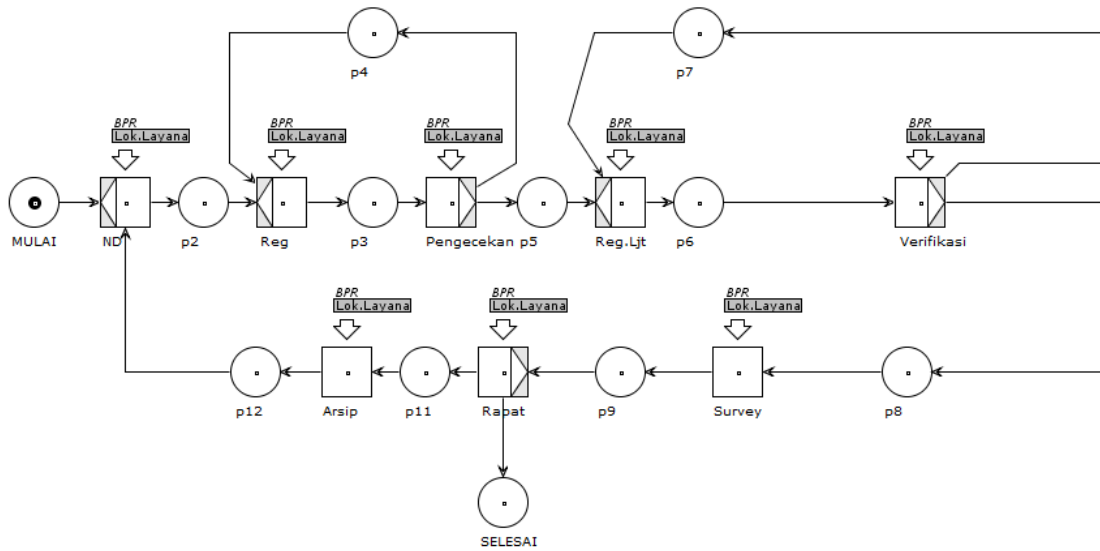 p4
p7
BPR
Lok.Layana
BPR
Lok.Layana
BPR
Lok.Layana
BPR
Lok.Layana
BPR
Lok.Layana
MULAI
ND
p2
Reg
p3
Pengecekan
p5
Reg.Ljt
p6
Verifikasi
BPR
Lok.Layana
BPR
Lok.Layana
BPR
Lok.Layana
p12
Arsip
p11
Rapat
p9
Survey
p8
SELESAI